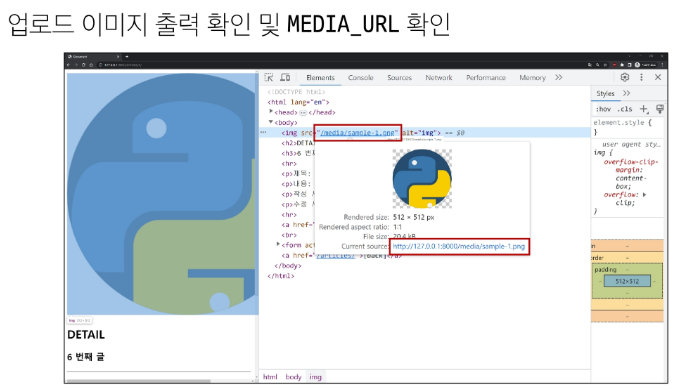 업로드 이미지 출력 확인 및 MEDIA_URL 확인
Elements Console Sources Network Performance Memory
<!DOCTYPE html>
<html lang="en">
<head>
<body>
<img src="/media/sample-1.png" alt="img"> == $0
<h2>DETAIL
<h3>6 번째
<hr>
<p>제목:
<p>내용:
<p>작성
<p>수정
<hr>
<a href="
<br>
<form act
<a href="/articles/">[back]</a>
</body>
</html>
Rendered size: 512 × 512 px
Rendered aspect ratio: 1:1
File size: 20.4 kB
Current source: http://127.0.0.1:8000/media/sample-1.png
Styles
:hov .cls
element.style {
}
user agent sty
img {
overflow-clip-
margin:
content-
box;
overflow:
clip;
}
border
padding
512×512
DETAIL
6 번째 글
html body img